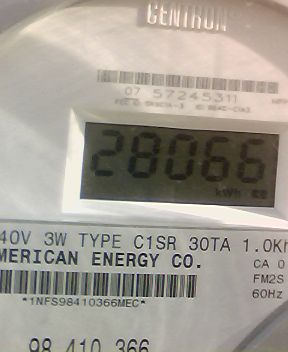 CENTRON
07 57245311
28066
kWh
40V 3W TYPE C1SR 30TA 1.0Kh
MERICAN ENERGY CO.
CA 0
FM2S
60Hz
*1NFS98410366MEC*
98 410 366